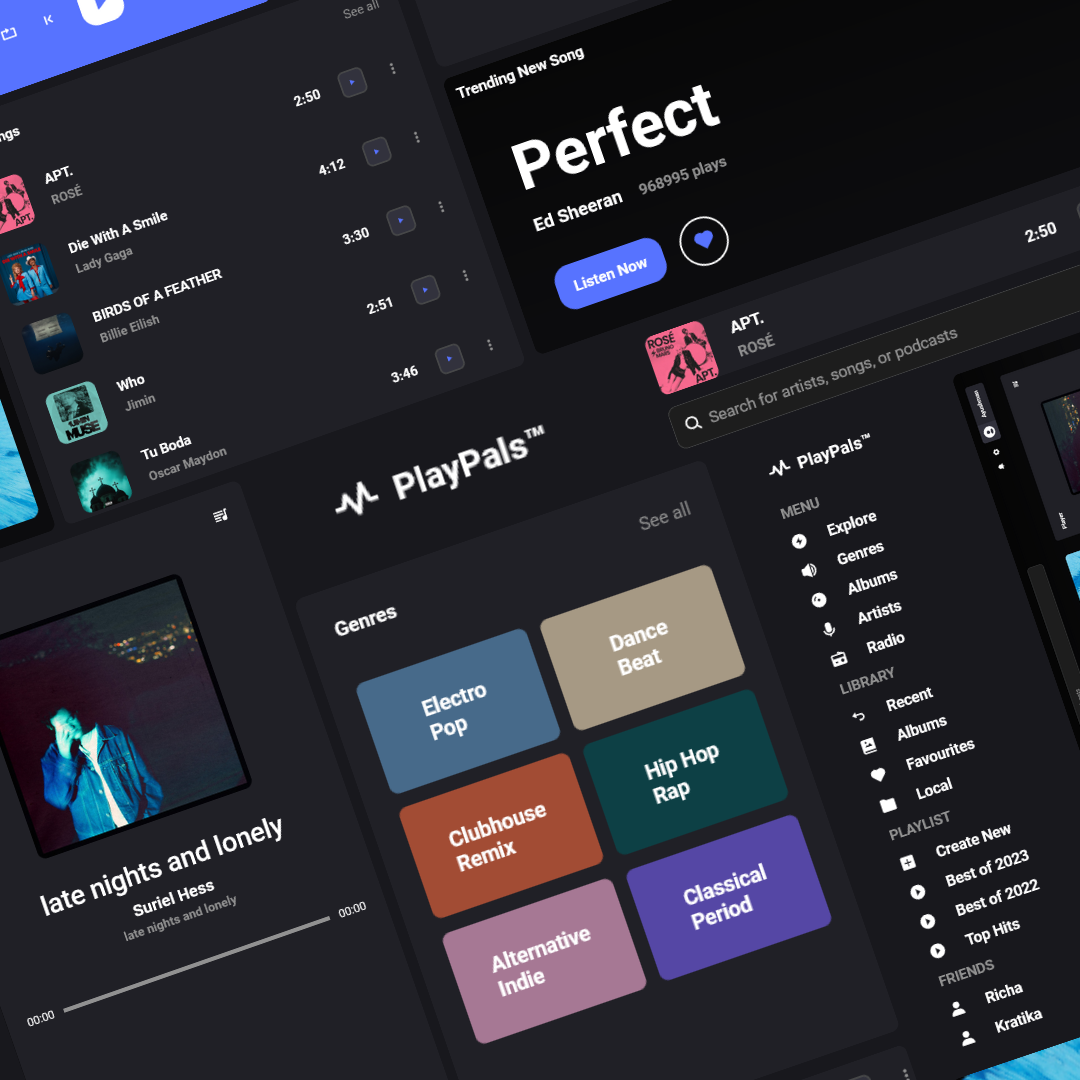 See all
ngs
APT.
ROSÉ
2:50
Die With A Smile
Lady Gaga
4:12
BIRDS OF A FEATHER
Billie Eilish
3:30
Who
Jimin
2:51
Tu Boda
Oscar Maydon
3:46
APT.
MUSE
Trending New Song
Perfect
Ed Sheeran
968995 plays
Listen Now
ROSÉ
APT.
APT.
ROSÉ
2:50
Search for artists, songs, or podcasts
PlayPals™
late nights and lonely
Suriel Hess
late nights and lonely
00:00
00:00
Genres
See all
Electro
Pop
Dance
Beat
Clubhouse
Remix
Hip Hop
Rap
Alternative
Indie
Classical
Period
PlayPals™
MENU
Explore
Genres
Albums
Artists
Radio
LIBRARY
Recent
Albums
Favourites
Local
PLAYLIST
Create New
Best of 2023
Best of 2022
Top Hits
FRIENDS
Richa
Kratika